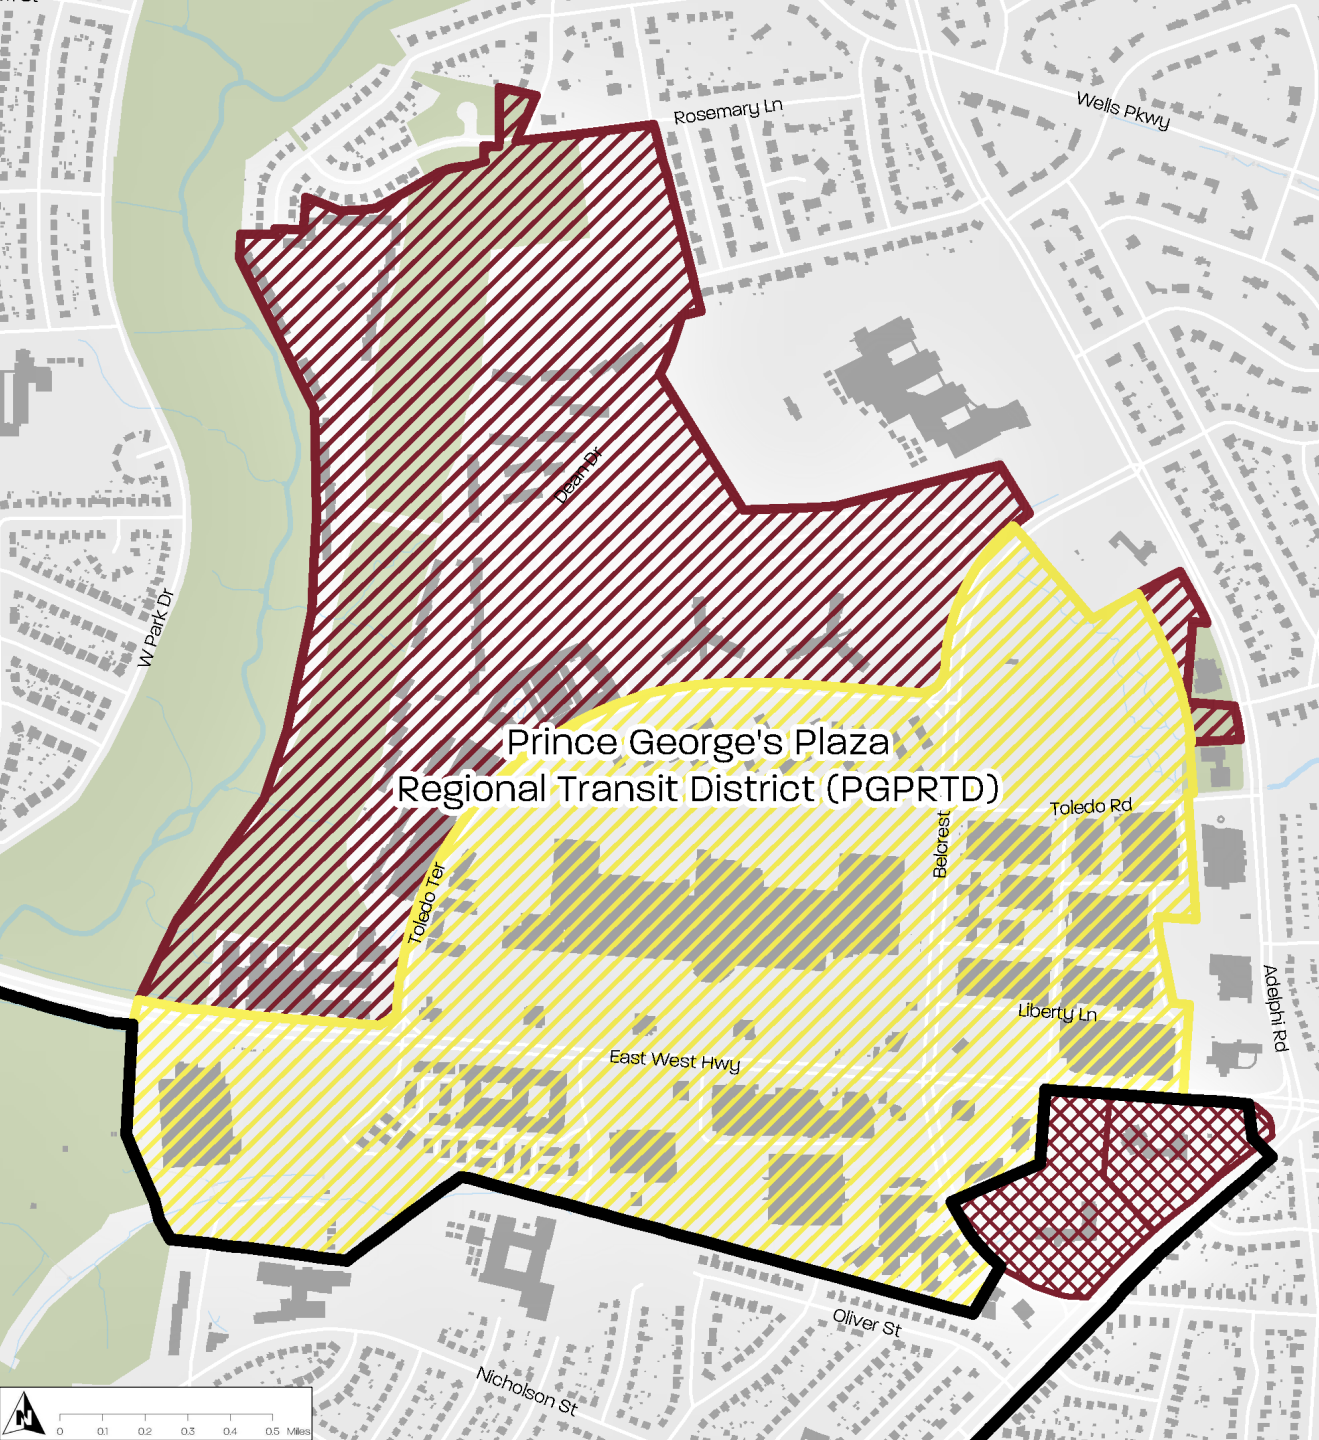 Rosemary Ln
Wells Pkwy
Dean Dr
W Park Dr
Prince George's Plaza
Regional Transit District (PGPRTD)
Toledo Rd
Belcrest
Toledo Ter
Adelphi Rd
Liberty Ln
East West Hwy
Oliver St
Nicholson St
N
0 0.1 0.2 0.3 0.4 0.5 Miles